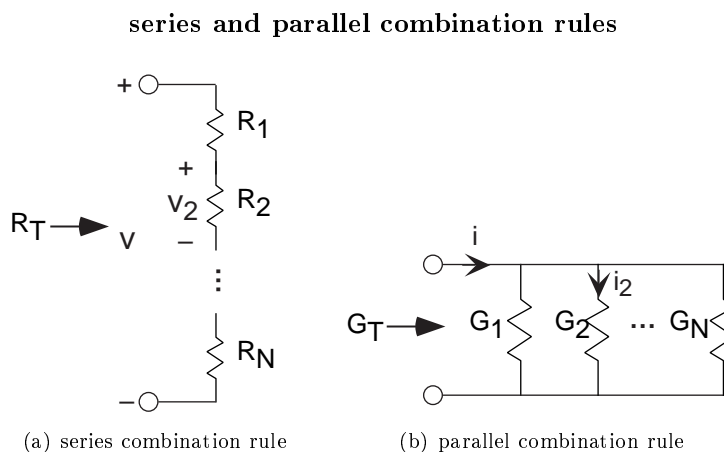 series and parallel combination rules
+
R1
+
RT
v
v2
R2
–
...
RN
–
(a) series combination rule
i
i2
GT
G1
G2
...
GN
(b) parallel combination rule